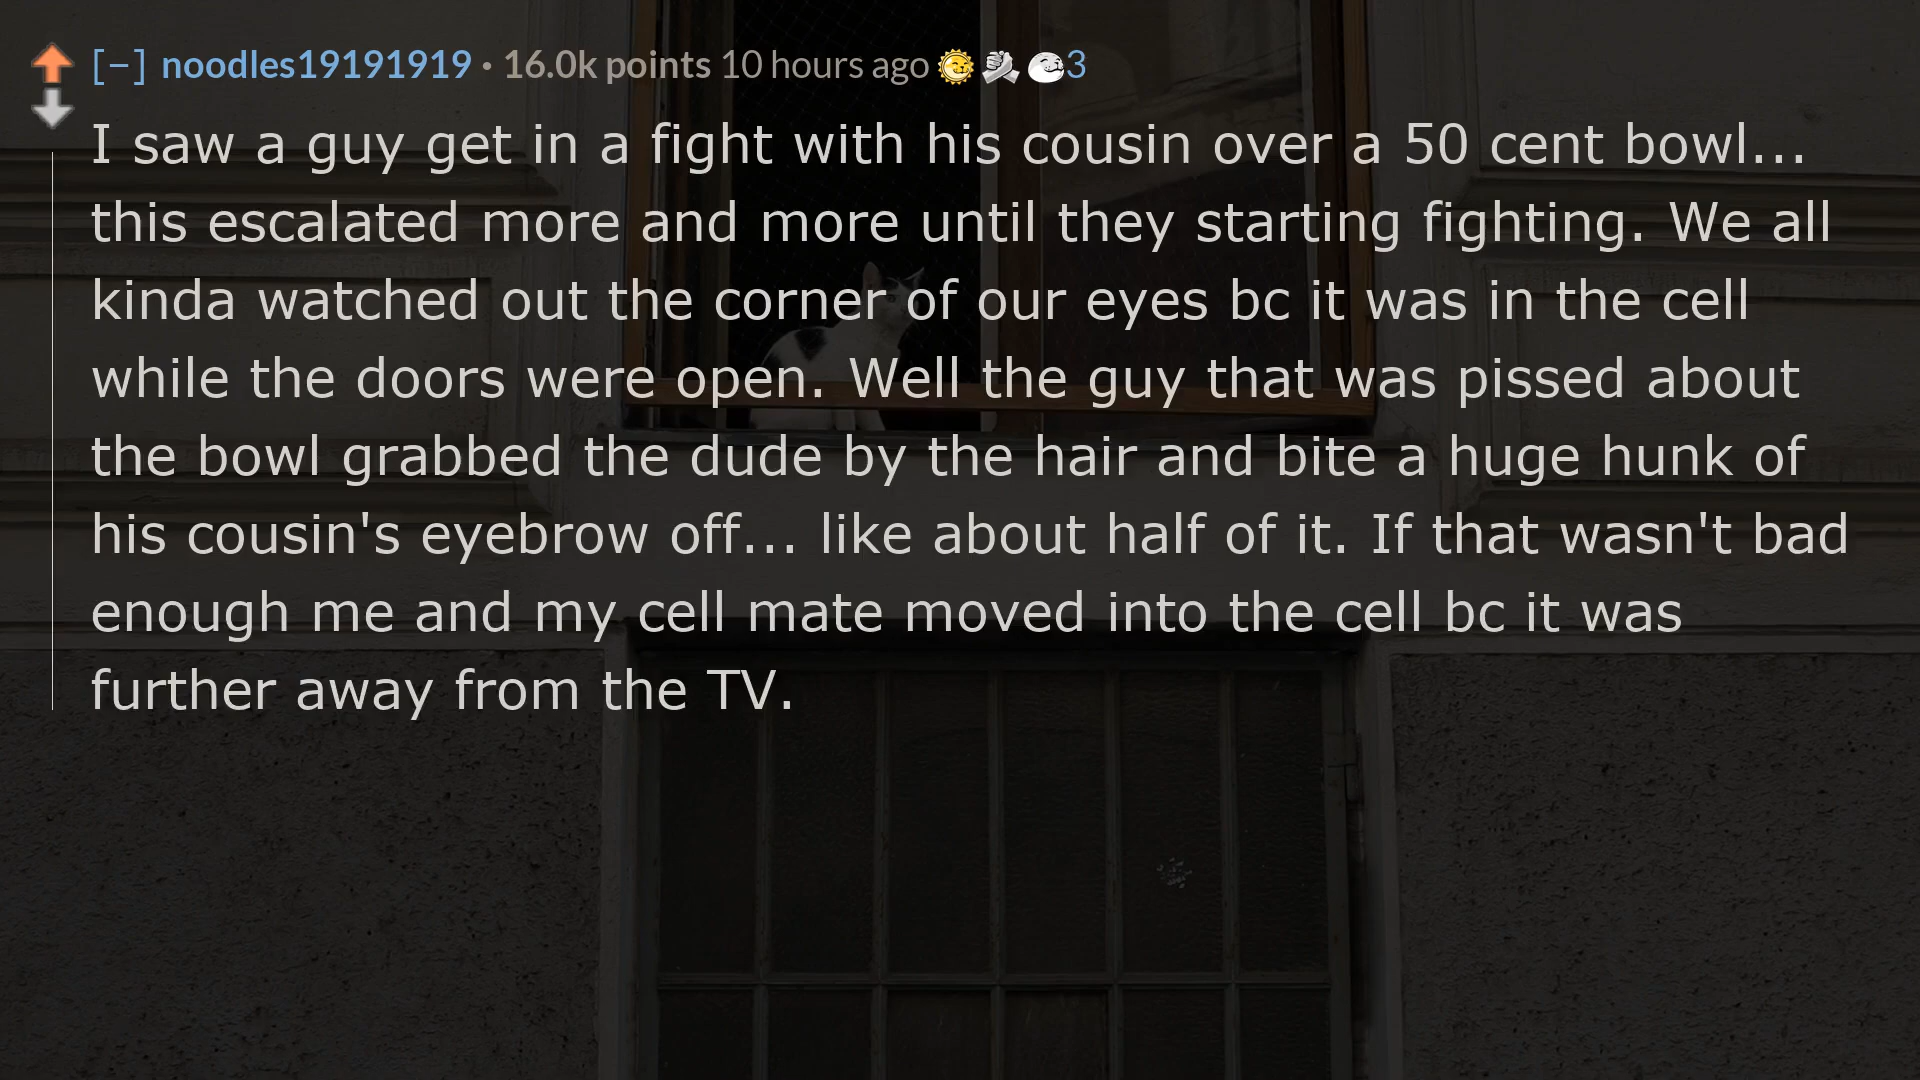 [–] noodles19191919 • 16.0k points 10 hours ago 3
I saw a guy get in a fight with his cousin over a 50 cent bowl...
this escalated more and more until they starting fighting. We all
kinda watched out the corner of our eyes bc it was in the cell
while the doors were open. Well the guy that was pissed about
the bowl grabbed the dude by the hair and bite a huge hunk of
his cousin's eyebrow off... like about half of it. If that wasn't bad
enough me and my cell mate moved into the cell bc it was
further away from the TV.